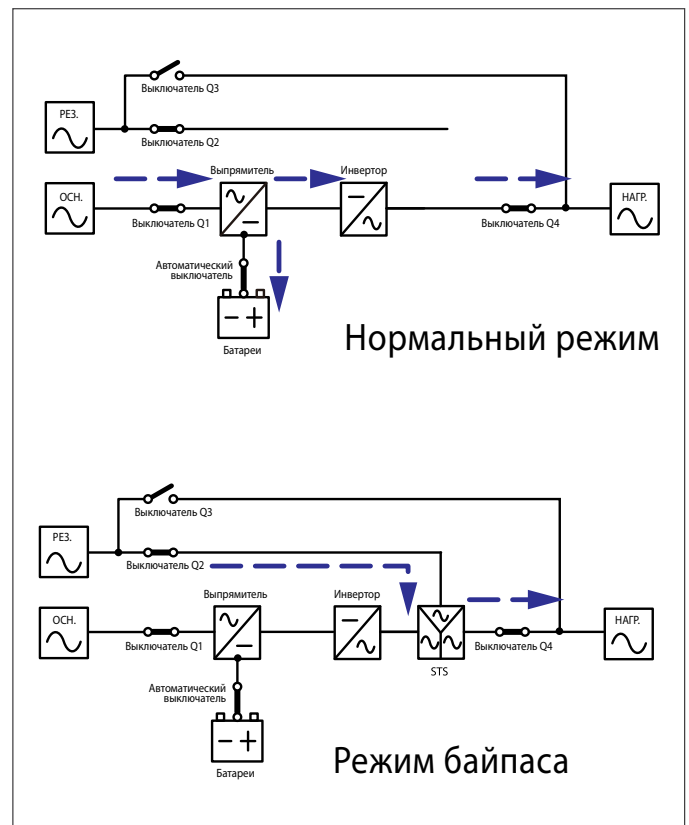 Выключатель Q3
РЕЗ.
Выключатель Q2
Выпрямитель
Инвертор
ОСН.
НАГР.
Выключатель Q1
Выключатель Q4
Автоматический
выключатель
Батареи
Нормальный режим
Выключатель Q3
РЕЗ.
Выключатель Q2
Выпрямитель
Инвертор
ОСН.
НАГР.
Выключатель Q1
Выключатель Q4
STS
Автоматический
выключатель
Батареи
Режим байпаса